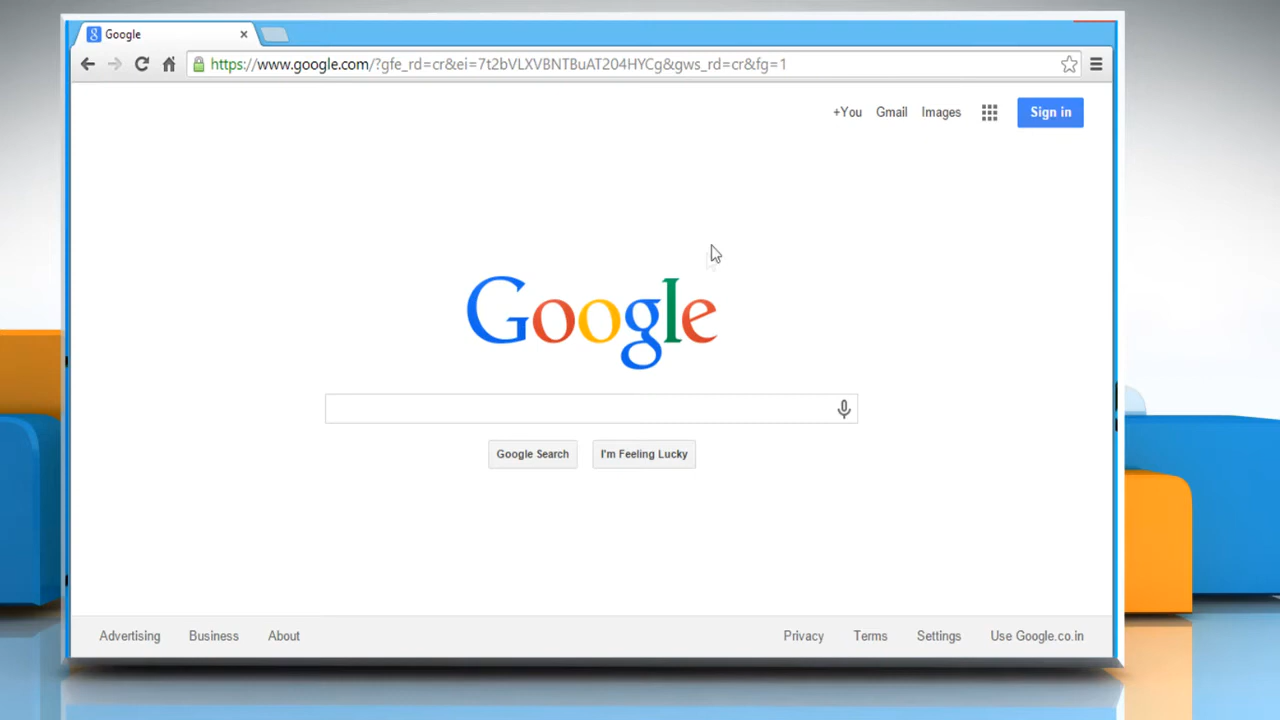 Google
https://www.google.com/?gfe_rd=cr&ei=7t2bVLXVBNTBuAT204HYCg&gws_rd=cr&fg=1
+You Gmail Images Sign in
Google
Google Search I'm Feeling Lucky
Advertising Business About Privacy Terms Settings Use Google.co.in